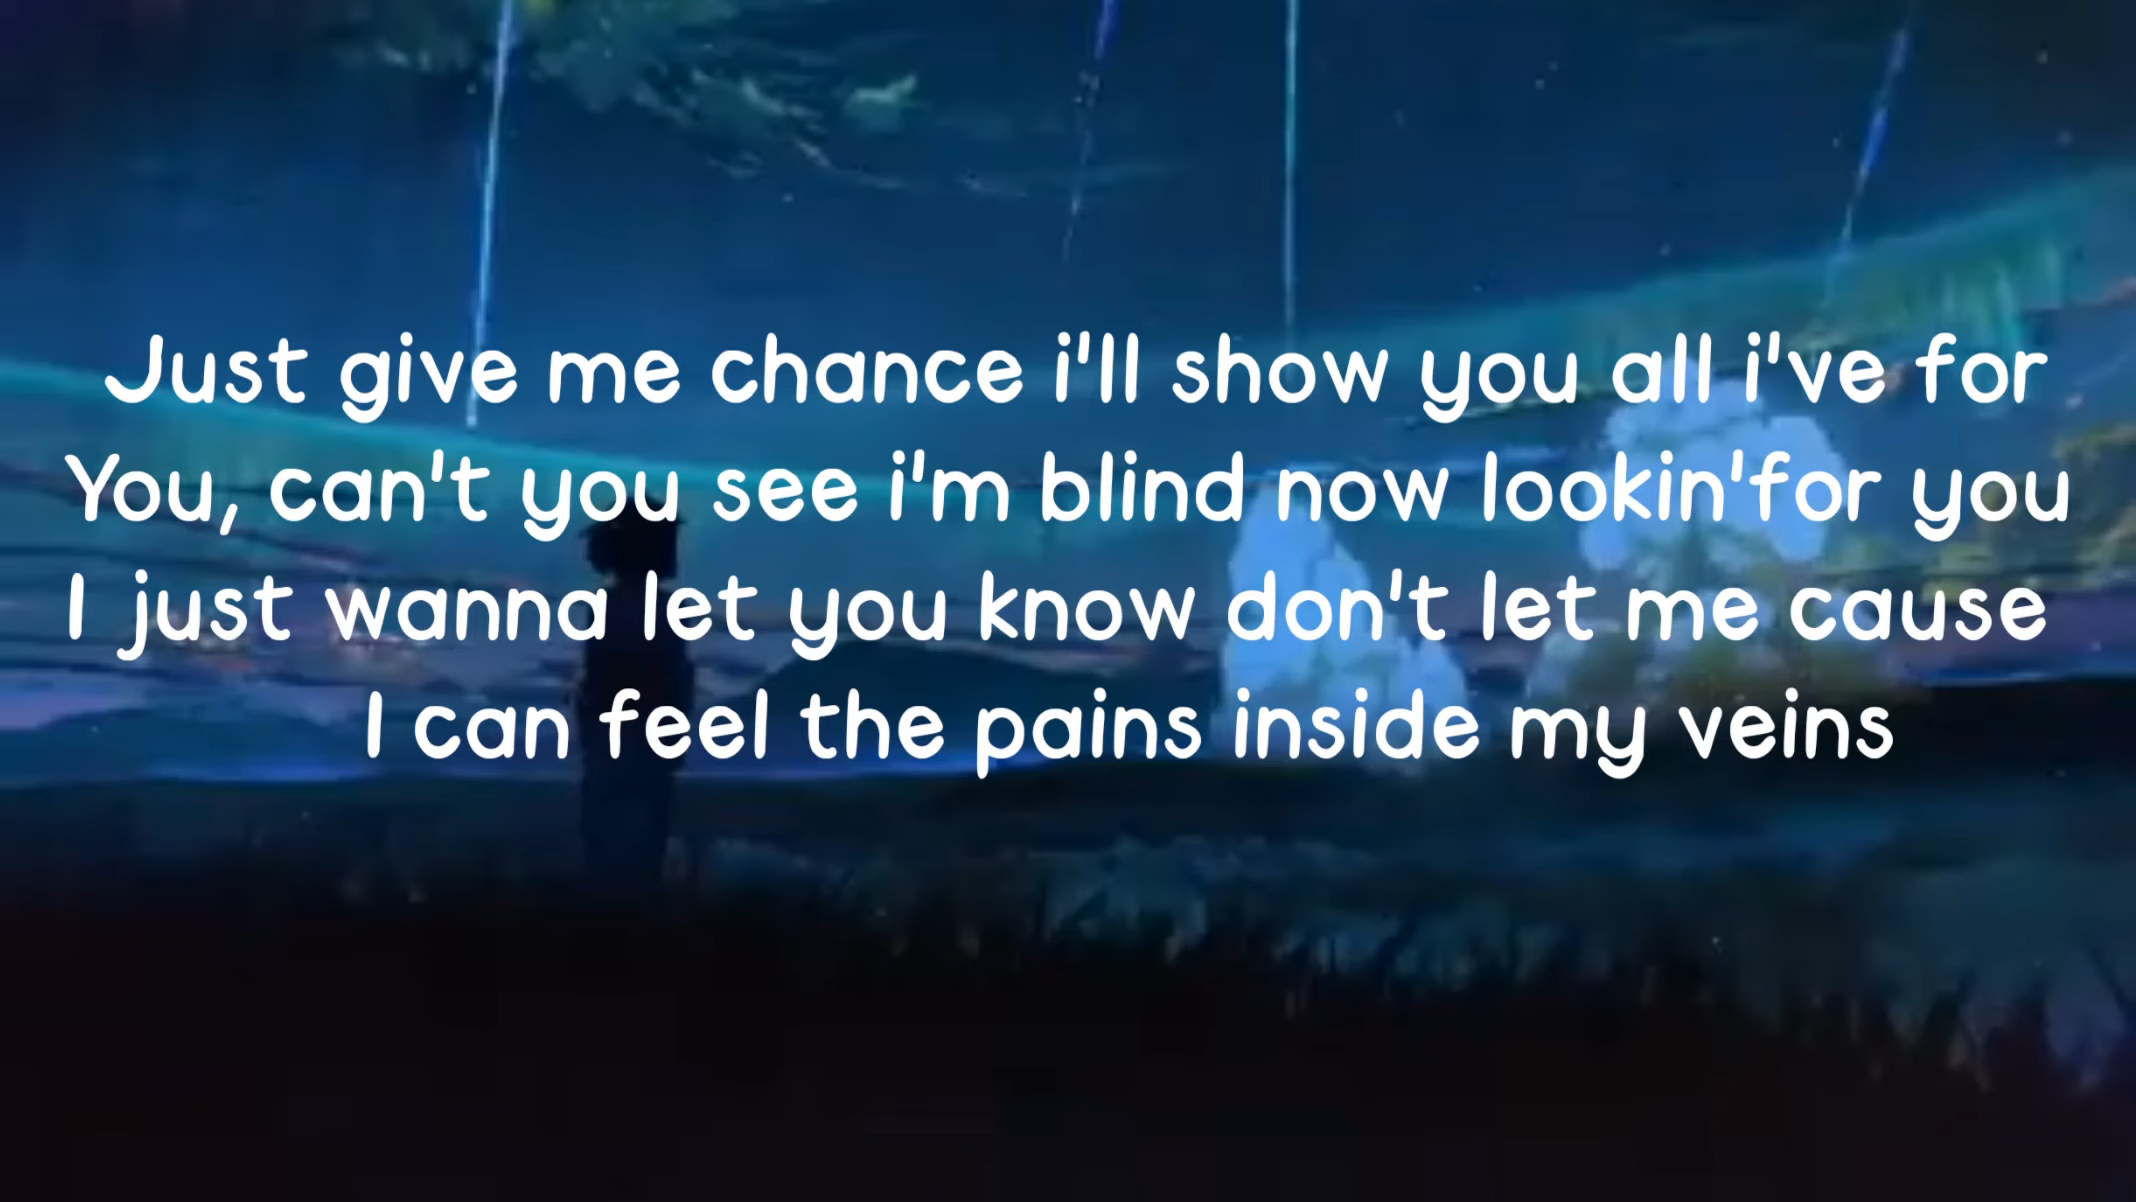 Just give me chance i'll show you all i've for
You, can't you see i'm blind now lookin'for you
I just wanna let you know don't let me cause
I can feel the pains inside my veins